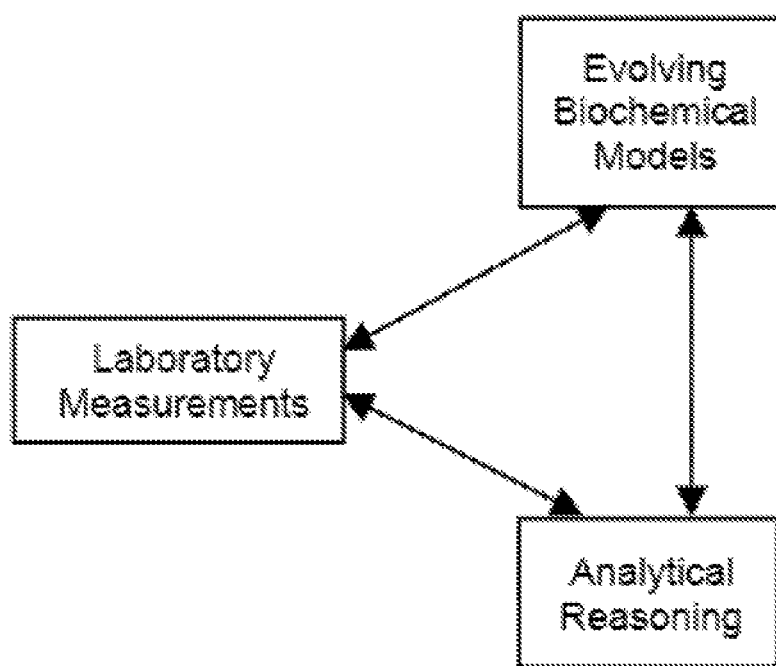 Evolving
Biochemical
Models
Laboratory
Measurements
Analytical
Reasoning